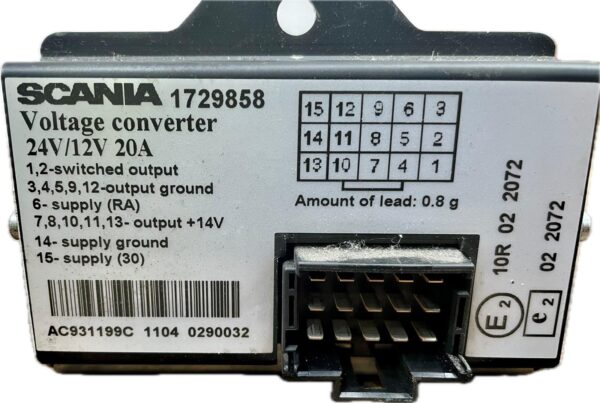 SCANIA 1729858
Voltage converter
24V/12V 20A
1,2-switched output
3,4,5,9,12-output ground
6- supply (RA)
7,8,10,11,13- output +14V
14- supply ground
15- supply (30)
AC931199C 1104 0290032
15 12 9 6 3
14 11 8 5 2
13 10 7 4 1
Amount of lead: 0.8 g
E2 10R 02 2072
e2 02 2072